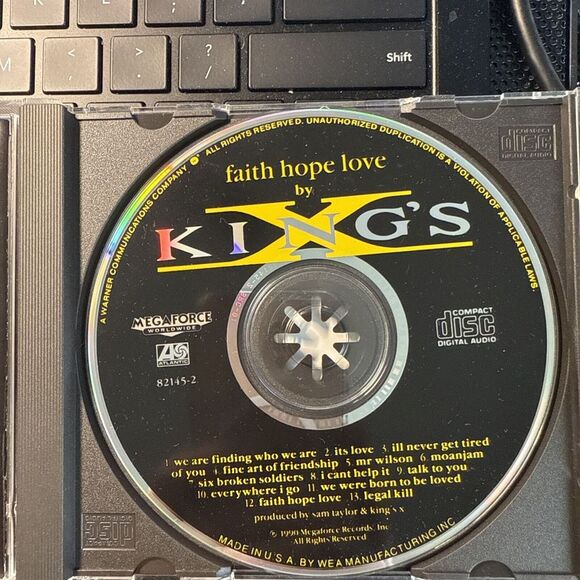 M
<
,
>
.
?
/
Shift
COMPACT
disc
DIGITAL AUDIO
A WARNER COMMUNICATIONS COMPANY ALL RIGHTS RESERVED. UNAUTHORIZED DUPLICATION IS A VIOLATION OF APPLICABLE LAWS.
faith hope love
by
KING'S X
MEGAFORCE
WORLDWIDE
ATLANTIC
82145-2
COMPACT
disc
DIGITAL AUDIO
1. we are finding who we are 2. its love 3. ill never get tired
of you 4. fine art of friendship 5. mr wilson 6. moanjam
7. six broken soldiers 8. i cant help it 9. talk to you
10. everywhere i go 11. we were born to be loved
12. faith hope love 13. legal kill
produced by sam taylor & king's x
℗ 1990 Megaforce Records, Inc
All Rights Reserved
MADE IN U.S.A. BY WEA MANUFACTURING INC
disc